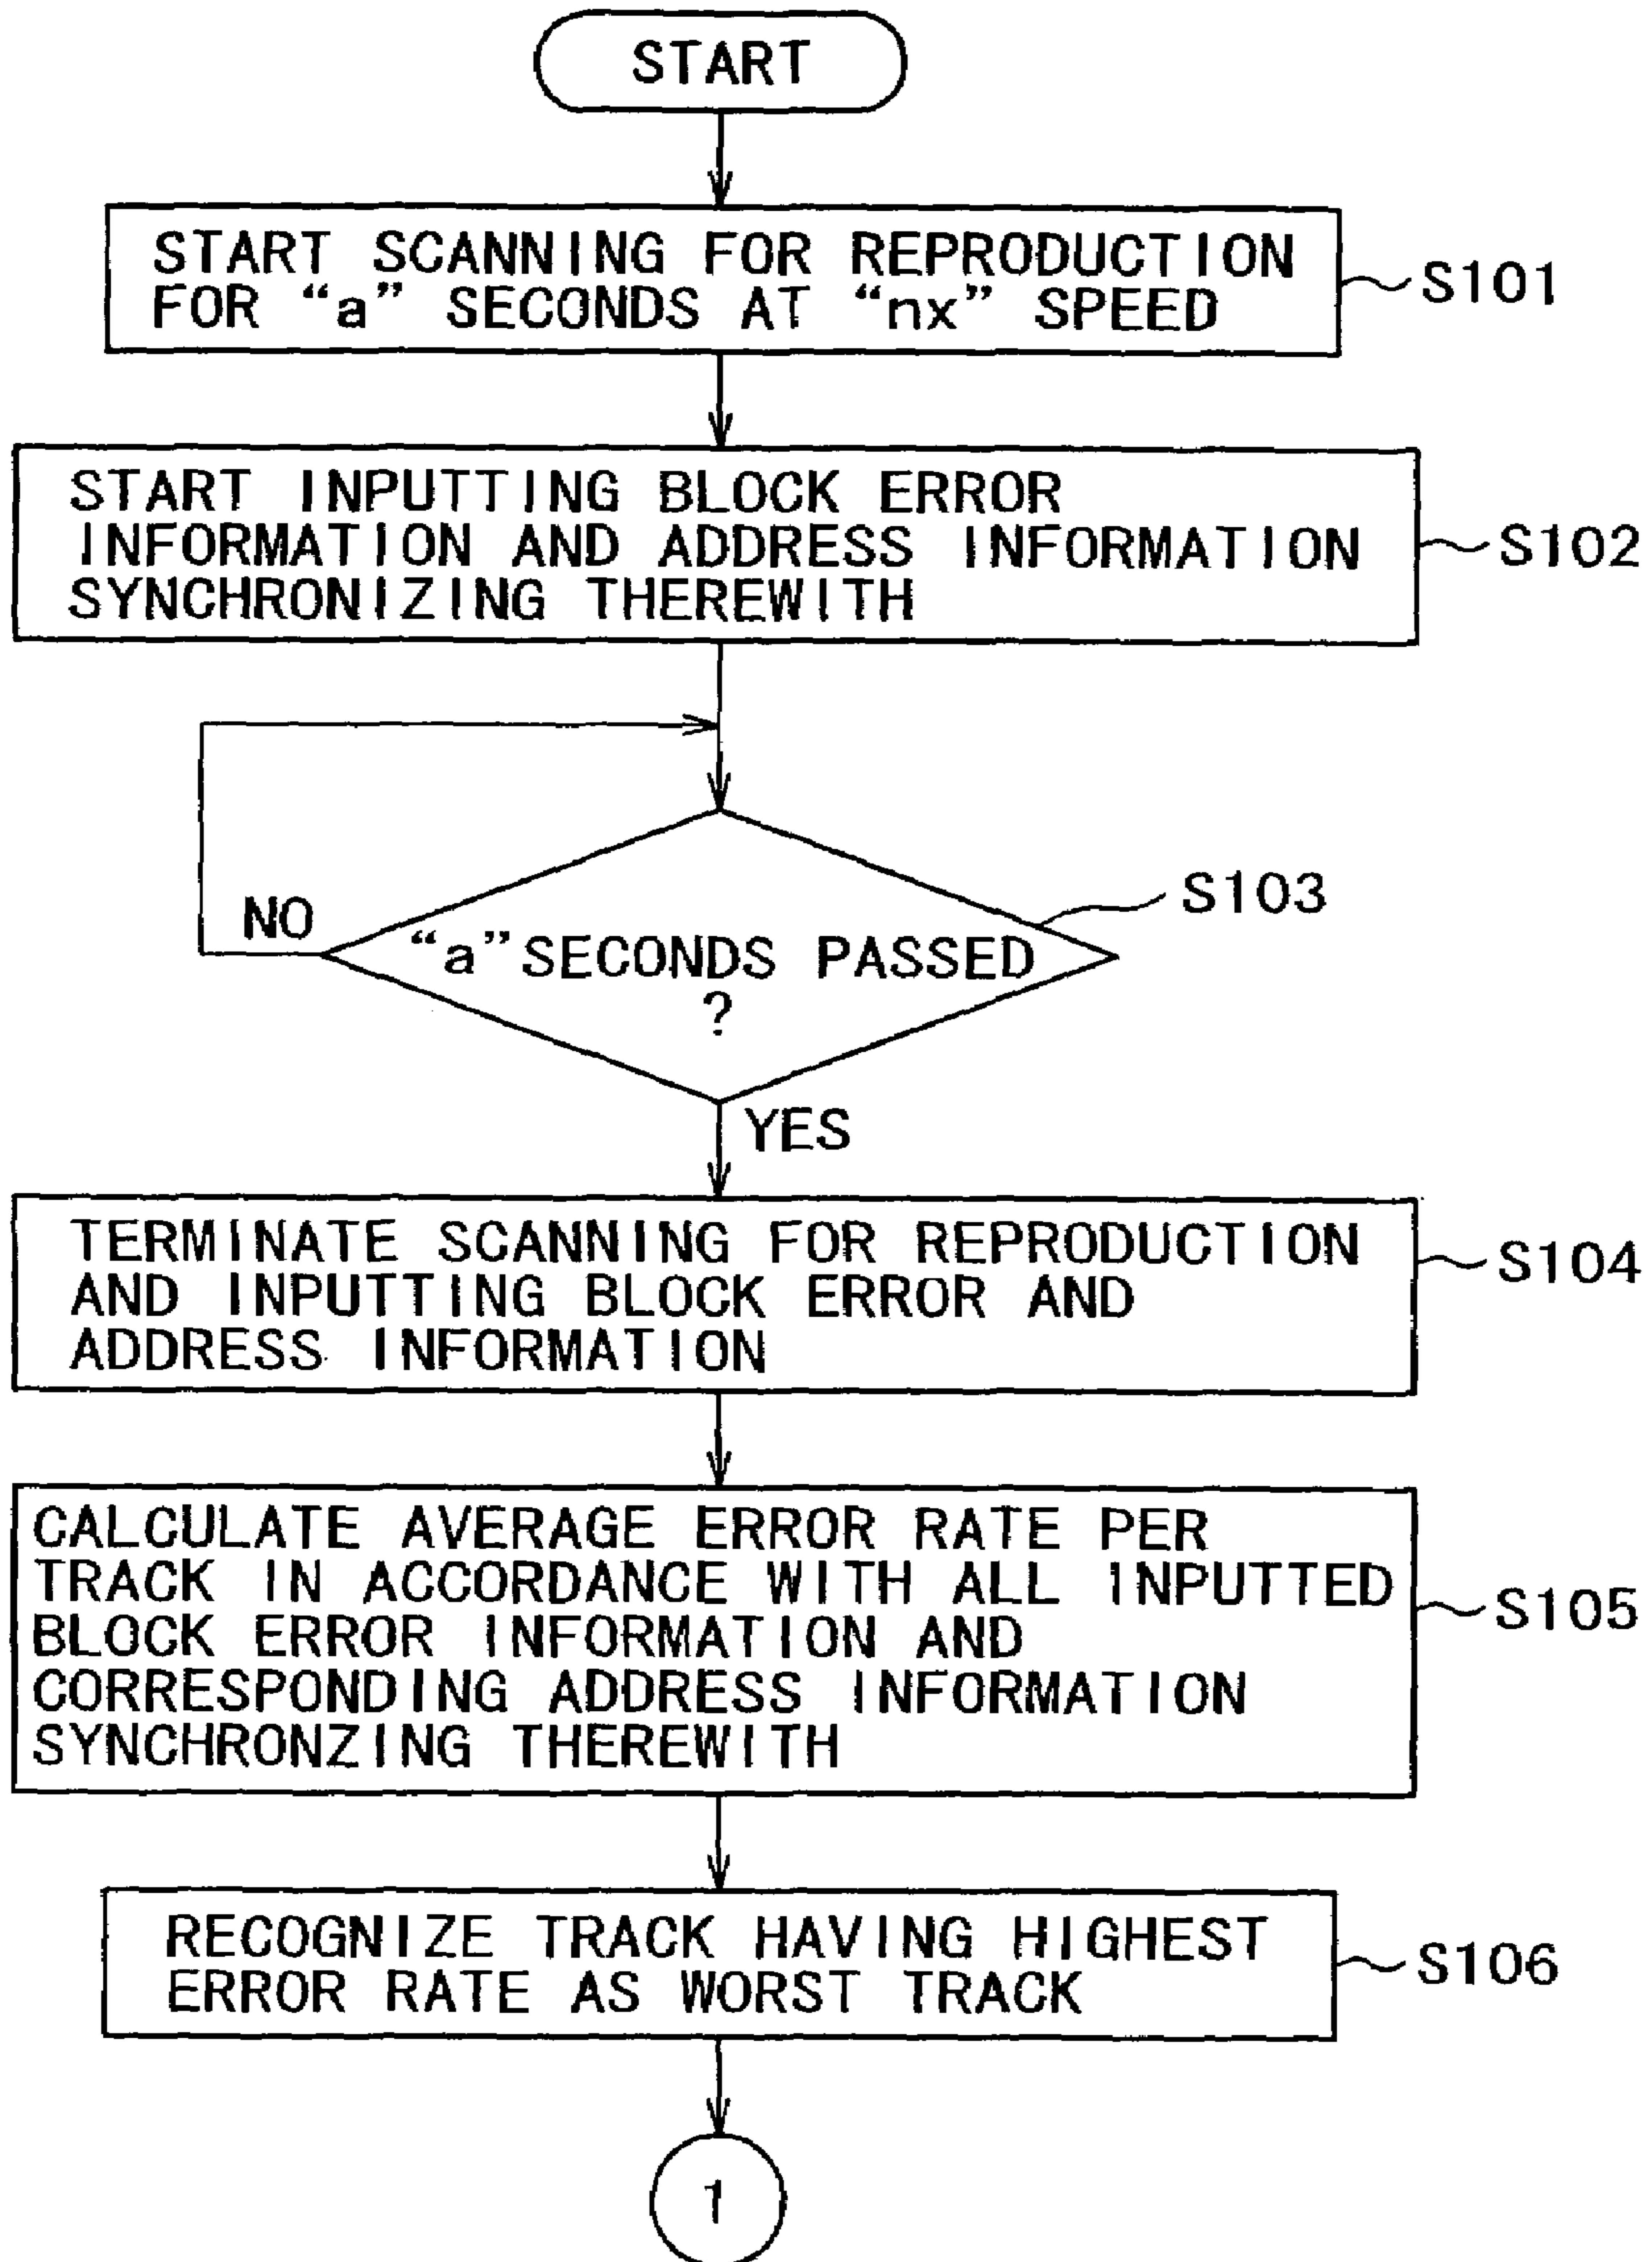 START
START SCANNING FOR REPRODUCTION
FOR “a” SECONDS AT “nx” SPEED
S101
START INPUTTING BLOCK ERROR
INFORMATION AND ADDRESS INFORMATION
SYNCHRONIZING THEREWITH
S102
S103
NO
“a” SECONDS PASSED
?
YES
TERMINATE SCANNING FOR REPRODUCTION
AND INPUTTING BLOCK ERROR AND
ADDRESS INFORMATION
S104
CALCULATE AVERAGE ERROR RATE PER
TRACK IN ACCORDANCE WITH ALL INPUTTED
BLOCK ERROR INFORMATION AND
CORRESPONDING ADDRESS INFORMATION
SYNCHRONZING THEREWITH
S105
RECOGNIZE TRACK HAVING HIGHEST
ERROR RATE AS WORST TRACK
S106
1